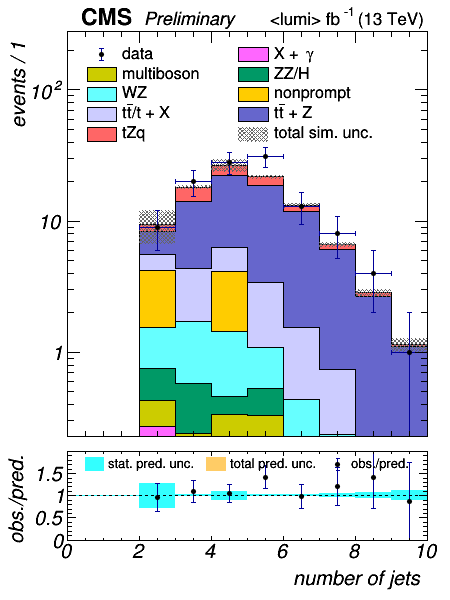 CMS Preliminary <lumi> fb⁻¹ (13 TeV)
events / 1
data
X + γ
multiboson
ZZ/H
WZ
nonprompt
tt̄/t + X
tt̄ + Z
tZq
total sim. unc.
10²
10
1
obs./pred.
stat. pred. unc.
total pred. unc.
obs./pred.
1.5
1
0.5
0
0 2 4 6 8 10
number of jets